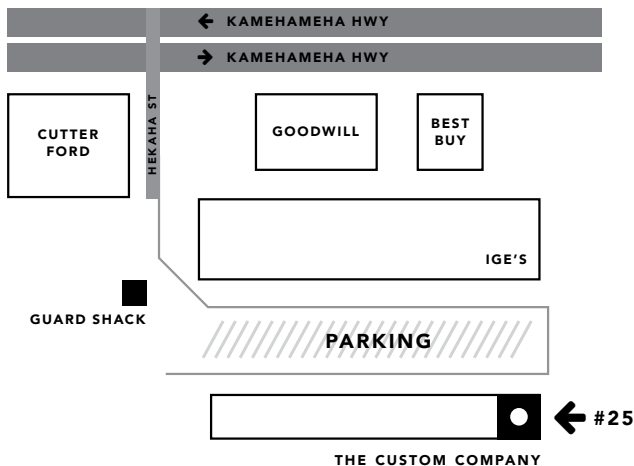 KAMEHAMEHA HWY
KAMEHAMEHA HWY
HEKAHA ST
CUTTER
FORD
GOODWILL
BEST
BUY
IGE'S
GUARD SHACK
PARKING
#25
THE CUSTOM COMPANY